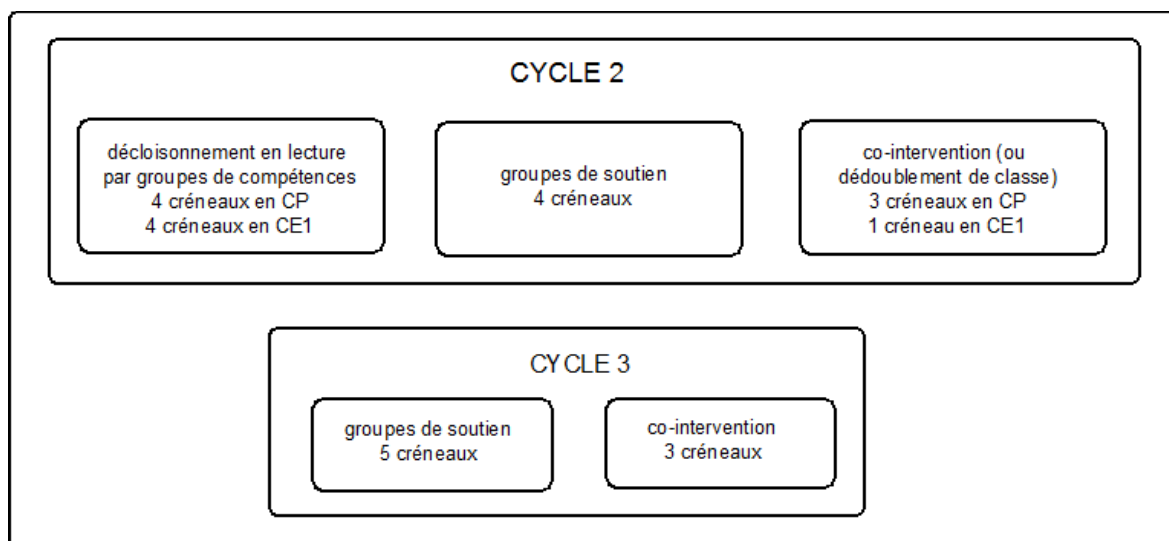 CYCLE 2
décloisonnement en lecture
par groupes de compétences
4 créneaux en CP
4 créneaux en CE1
groupes de soutien
4 créneaux
co-intervention (ou
dédoublement de classe)
3 créneaux en CP
1 créneau en CE1
CYCLE 3
groupes de soutien
5 créneaux
co-intervention
3 créneaux